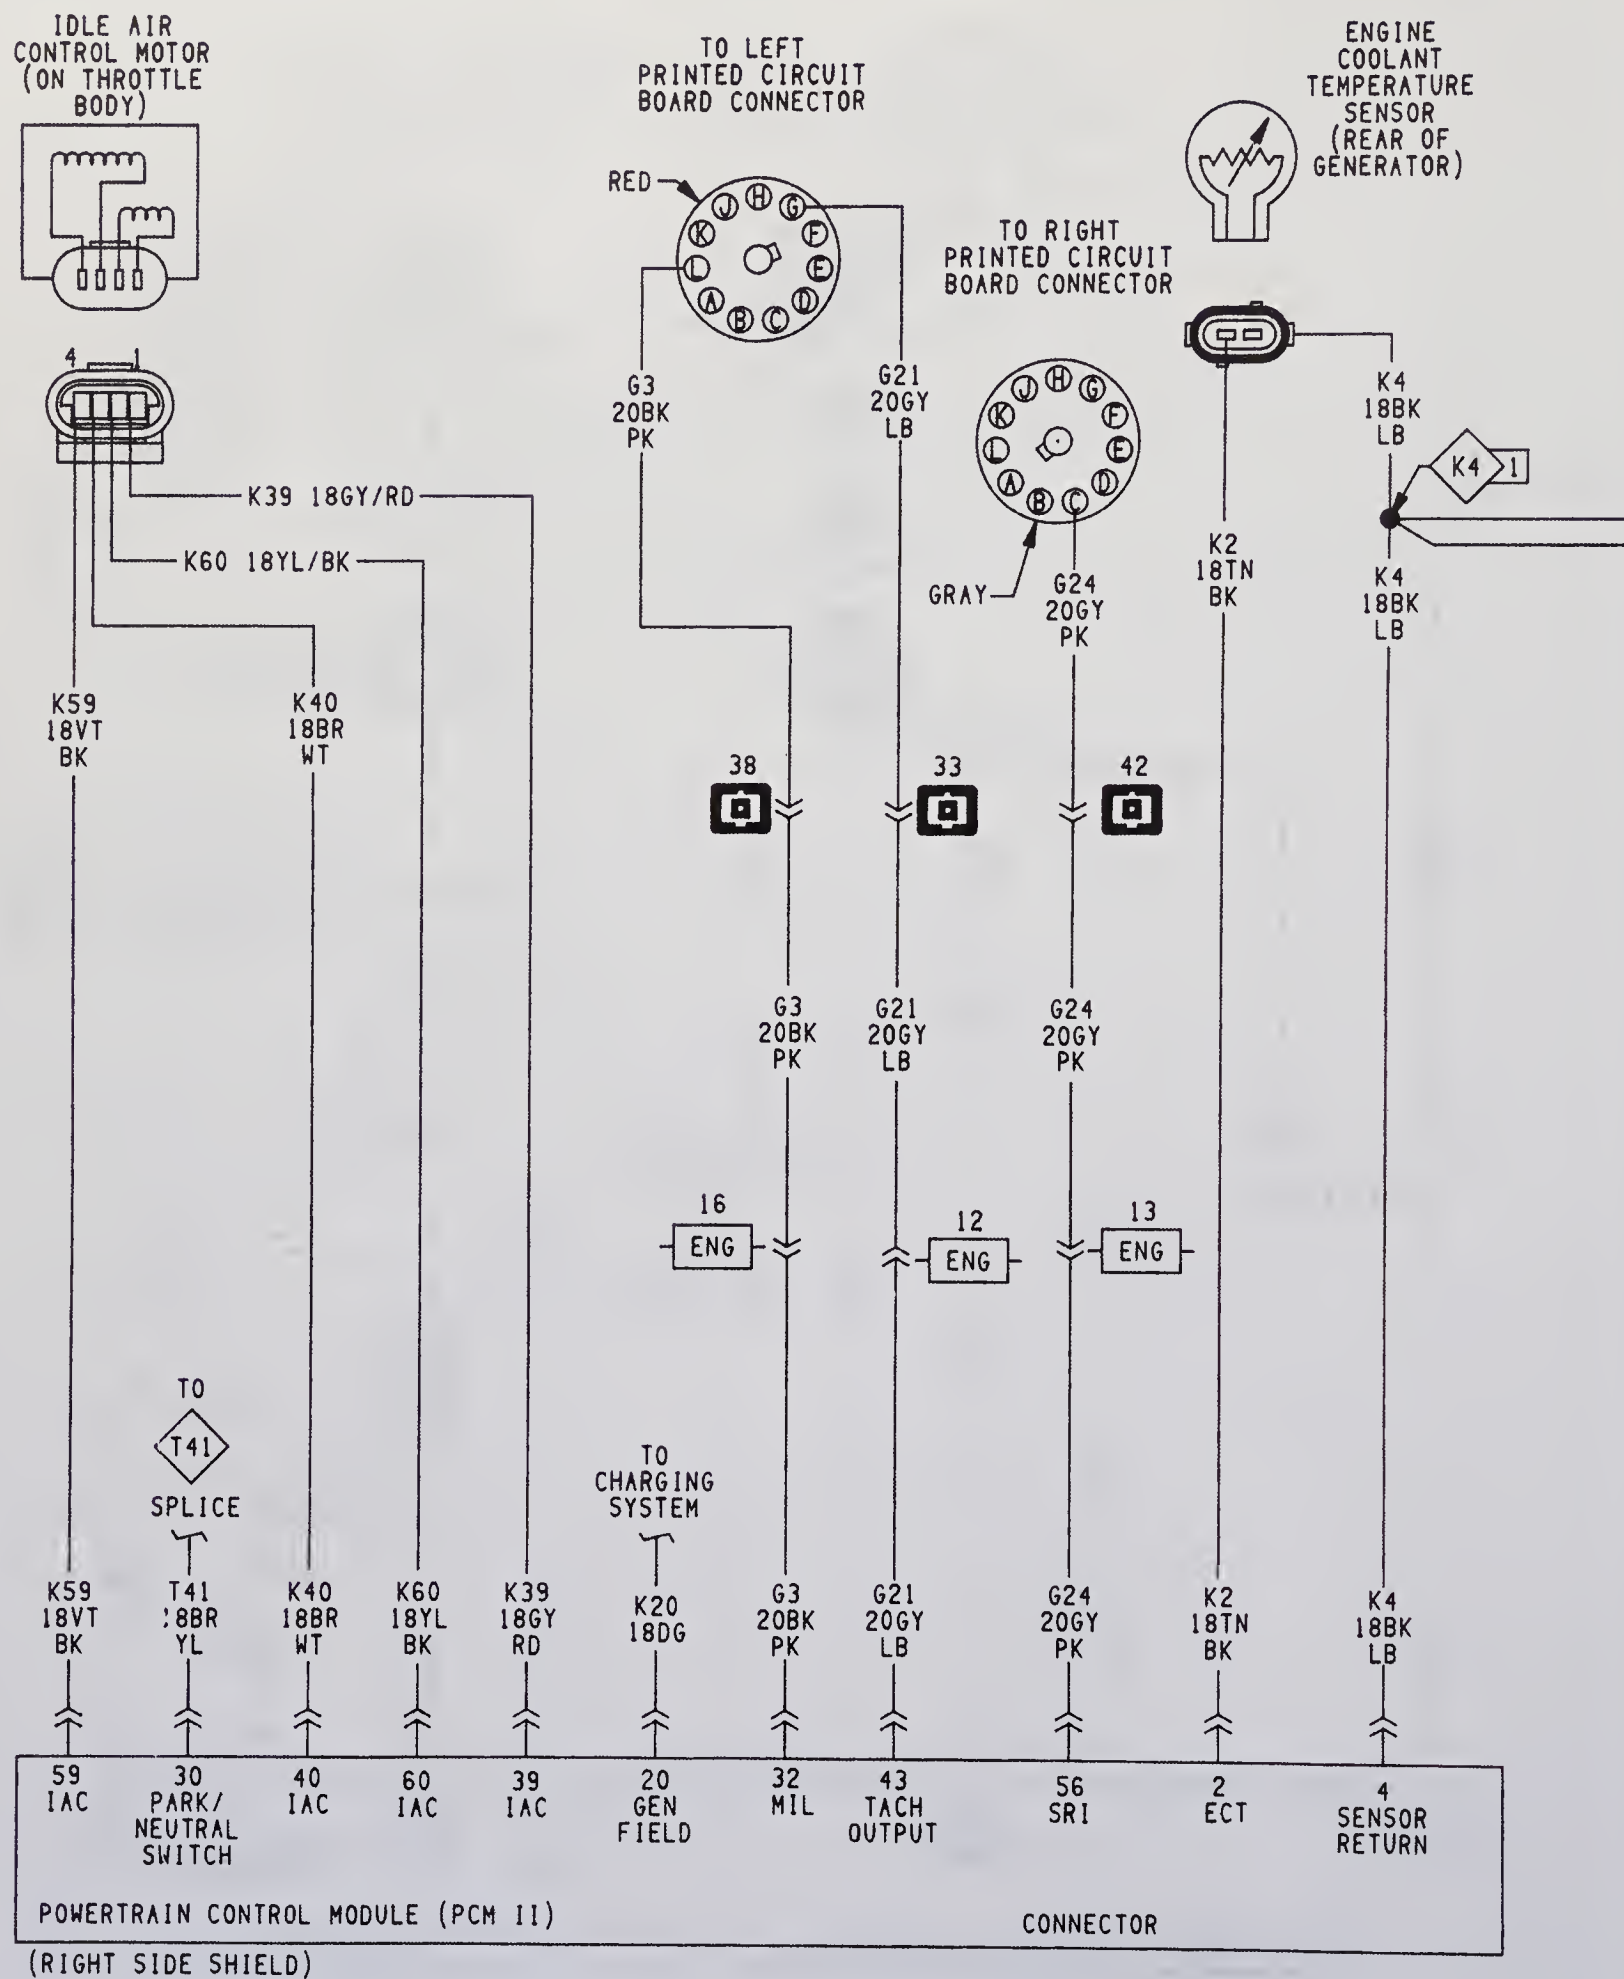 IDLE AIR
CONTROL MOTOR
(ON THROTTLE
BODY)
TO LEFT
PRINTED CIRCUIT
BOARD CONNECTOR
ENGINE
COOLANT
TEMPERATURE
SENSOR
(REAR OF
GENERATOR)
RED
H
J
G
K
F
L
E
A
D
B
C
TO RIGHT
PRINTED CIRCUIT
BOARD CONNECTOR
4
1
G3
20BK
PK
G21
20GY
LB
H
J
G
K
F
L
E
A
D
B
C
GRAY
K4
18BK
LB
K4
1
K39 18GY/RD
K60 18YL/BK
G24
20GY
PK
K2
18TN
BK
K4
18BK
LB
K59
18VT
BK
K40
18BR
WT
38
33
42
G3
20BK
PK
G21
20GY
LB
G24
20GY
PK
16
ENG
12
ENG
13
ENG
TO
T41
SPLICE
TO
CHARGING
SYSTEM
K59
18VT
BK
T41
18BR
YL
K40
18BR
WT
K60
18YL
BK
K39
18GY
RD
K20
18DG
G3
20BK
PK
G21
20GY
LB
G24
20GY
PK
K2
18TN
BK
K4
18BK
LB
59
IAC
30
PARK/
NEUTRAL
SWITCH
40
IAC
60
IAC
39
IAC
20
GEN
FIELD
32
MIL
43
TACH
OUTPUT
56
SRI
2
ECT
4
SENSOR
RETURN
POWERTRAIN CONTROL MODULE (PCM II)
CONNECTOR
(RIGHT SIDE SHIELD)